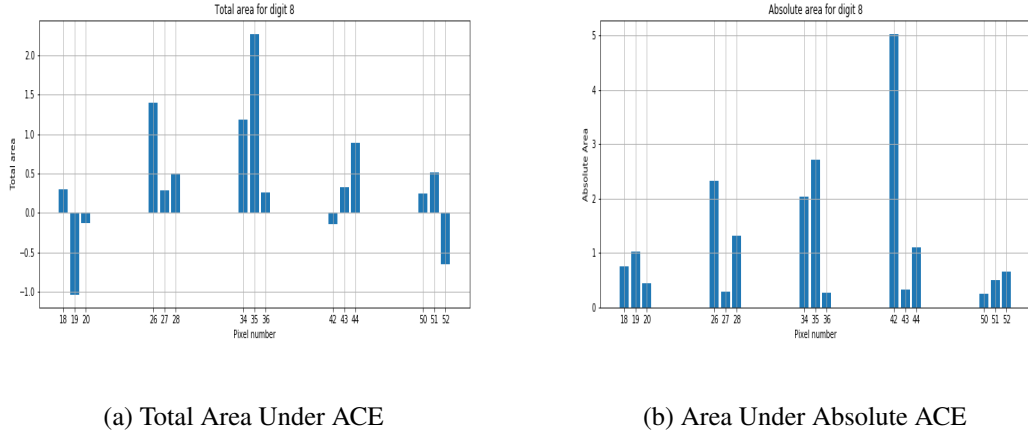 Total area for digit 8
Total area
2.0
1.5
1.0
0.5
0.0
−0.5
−1.0
18 19 20 26 27 28 34 35 36 42 43 44 50 51 52
Pixel number
(a) Total Area Under ACE
Absolute area for digit 8
Absolute Area
5
4
3
2
1
0
18 19 20 26 27 28 34 35 36 42 43 44 50 51 52
Pixel number
(b) Area Under Absolute ACE